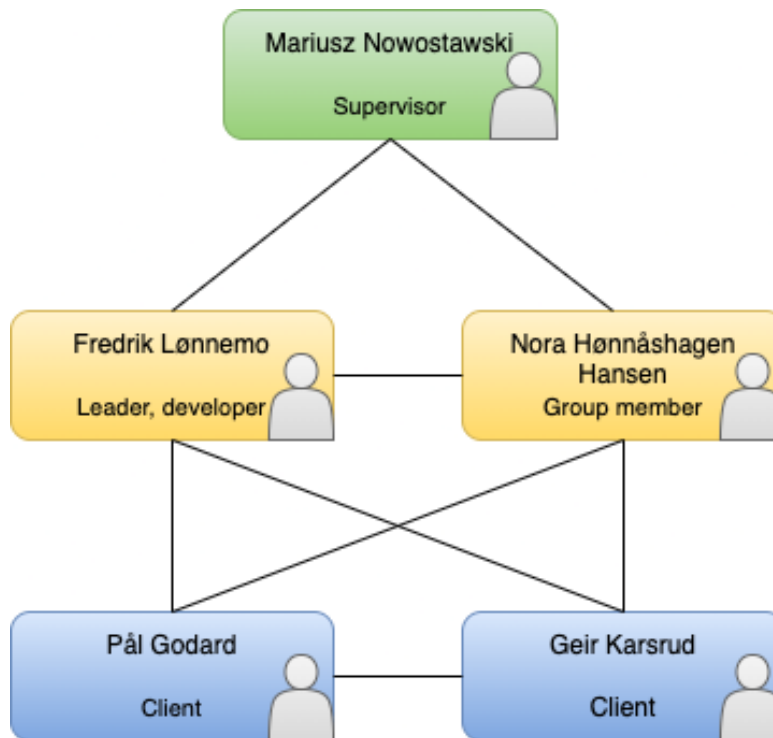 Mariusz Nowostawski
Supervisor
Fredrik Lønnemo
Leader, developer
Nora Hønnåshagen
Hansen
Group member
Pål Godard
Client
Geir Karsrud
Client